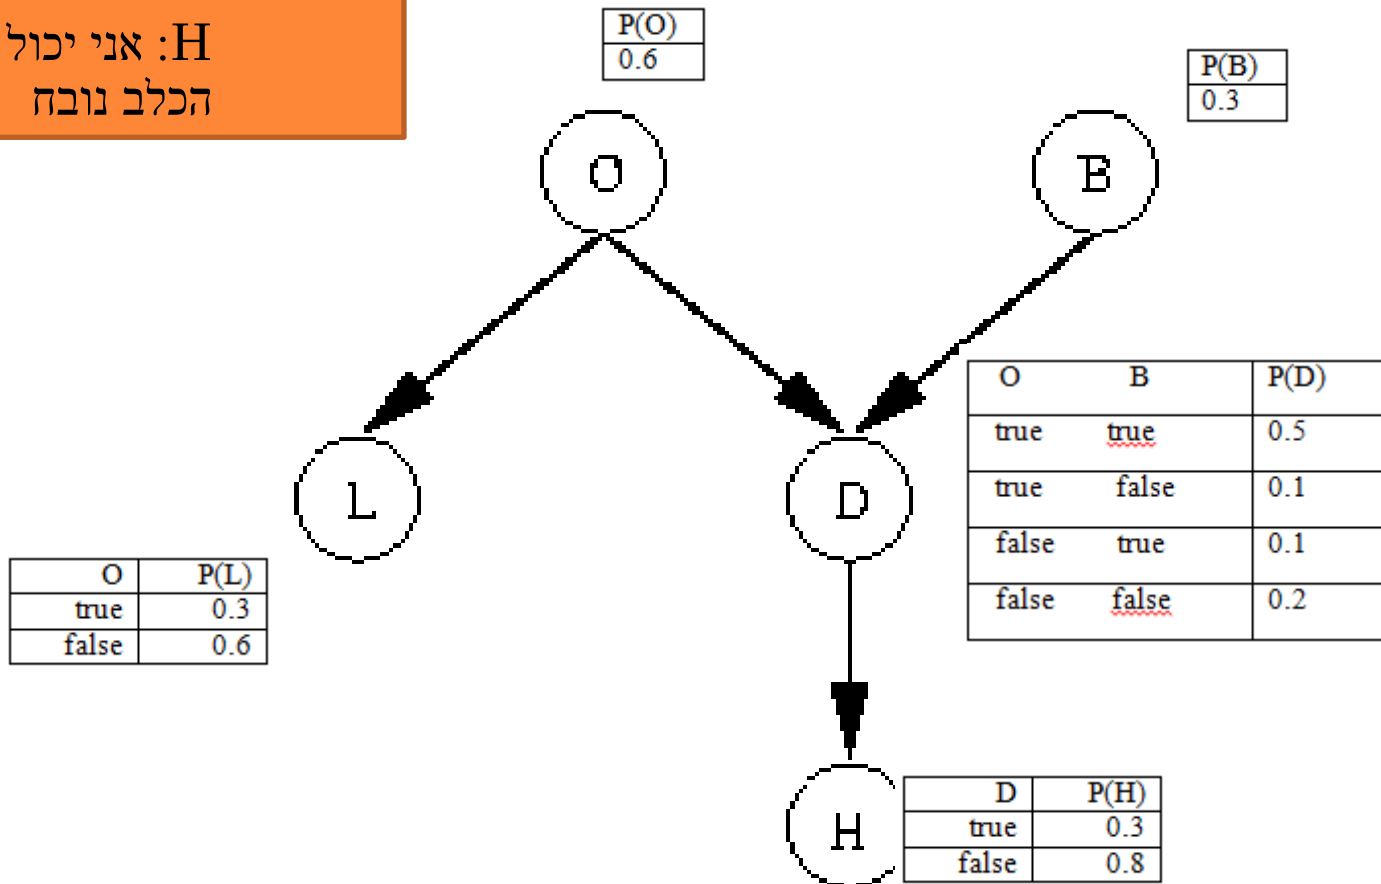 H: אני יכול
הכלב נובח
P(O)
0.6
P(B)
0.3
O
B
O B P(D)
true true 0.5
true false 0.1
false true 0.1
false false 0.2
L
D
O P(L)
true 0.3
false 0.6
H
D P(H)
true 0.3
false 0.8